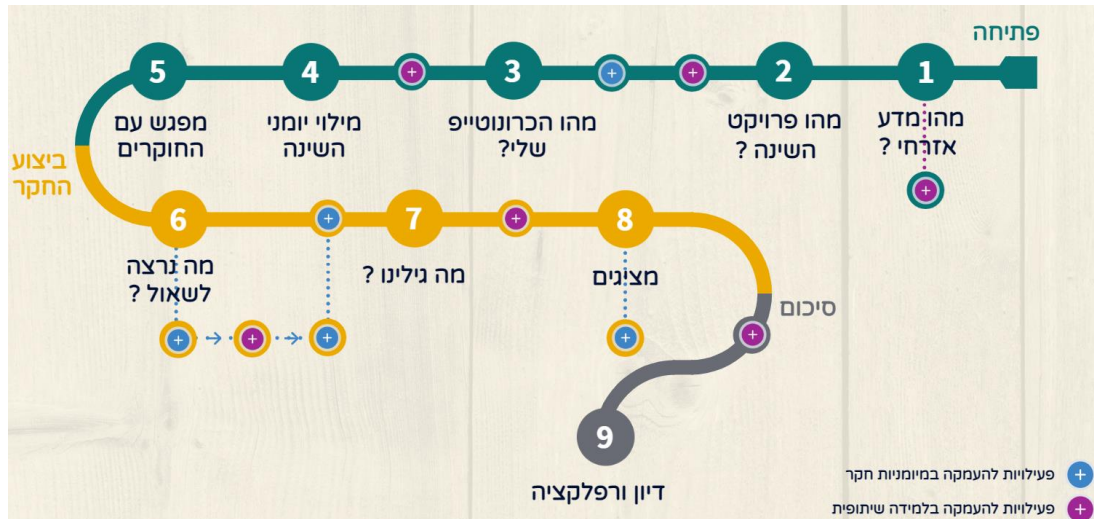 פתיחה
1
מהו מדע
אזרחי ?
2
מהו פרויקט
השינה ?
3
מהו הכרונוטייפ
שלי?
4
מילוי יומני
השינה
5
מפגש עם
החוקרים
ביצוע
החקר
6
מה נרצה
לשאול ?
7
מה גילינו ?
8
מציגים
סיכום
9
דיון ורפלקציה
פעילויות להעמקה במיומניות חקר
פעילויות להעמקה בלמידה שיתופית